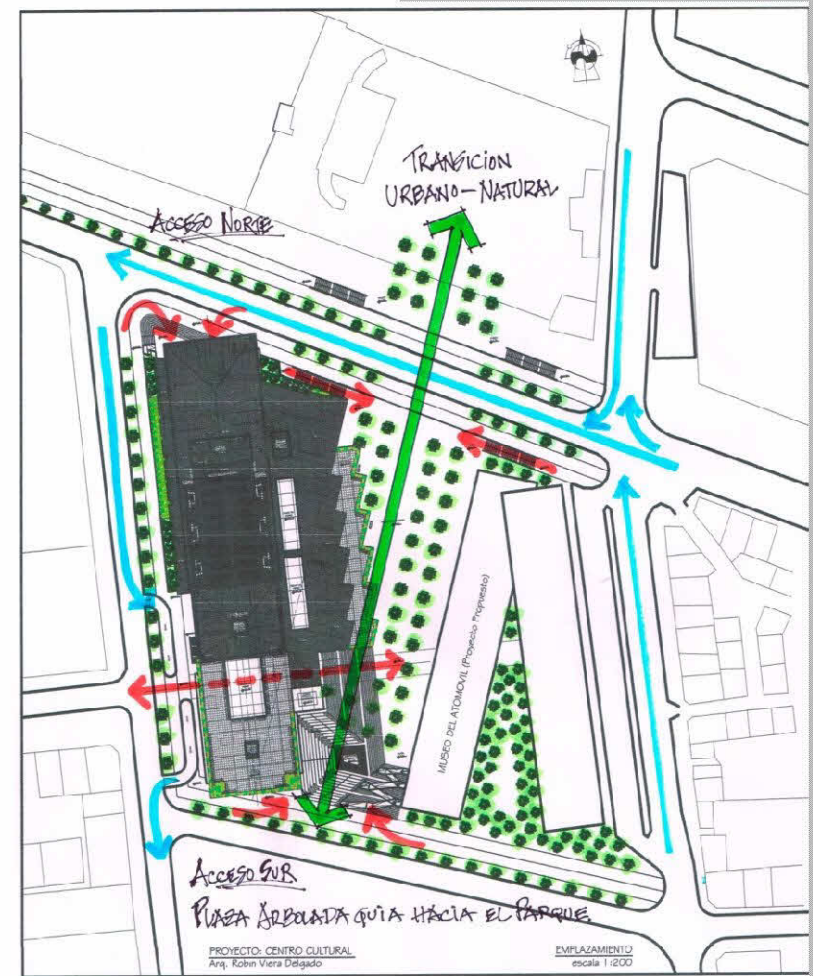 TRANSICION
URBANO-NATURAL
ACCESO NORTE
MUSEO DEL ATOMOVIL (Proyecto Propuesto)
ACCESO SUR
PLAZA ARBOLADA GUIA HACIA EL PARQUE
PROYECTO: CENTRO CULTURAL
Arq. Robin Viera Delgado
EMPLAZAMIENTO
escala 1:200